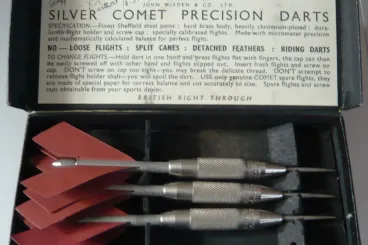 JOHN MILDEN & CO. LTD.
SILVER COMET PRECISION DARTS
SPECIFICATION—Finest Sheffield steel point ; hard brass body, heavily chromium-plated ; dura-
lumin flight holder and screw cap ; specially calibrated flights. Made with micrometer precision
and mathematically calculated balance for perfect flight.
NO — LOOSE FLIGHTS : SPLIT CANES : DETACHED FEATHERS : RIDING DARTS
TO CHANGE FLIGHTS—Hold dart in one hand and press flights flat with fingers, the cap can then
be easily screwed off with other hand and flights slipped out. Insert fresh flights and screw on
cap. DON'T screw on cap too tight—you may break the delicate thread. DON'T attempt to
remove flight holder shaft—you will spoil the dart. USE only genuine COMET spare flights, they
are made of special paper for correct balance and cut accurately to size. Spare flights and screw
caps obtainable from your sports dealer.
BRITISH RIGHT THROUGH